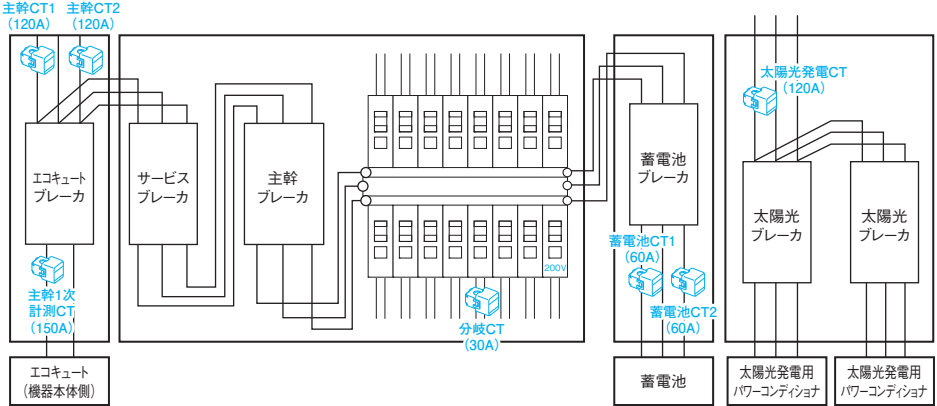 主幹CT1
(120A)
主幹CT2
(120A)
エコキュート
ブレーカ
主幹1次
計測CT
(150A)
エコキュート
(機器本体側)
サービス
ブレーカ
主幹
ブレーカ
200V
分岐CT
(30A)
蓄電池
ブレーカ
蓄電池CT1
(60A)
蓄電池CT2
(60A)
蓄電池
太陽光発電CT
(120A)
太陽光
ブレーカ
太陽光
ブレーカ
太陽光発電用
パワーコンディショナ
太陽光発電用
パワーコンディショナ